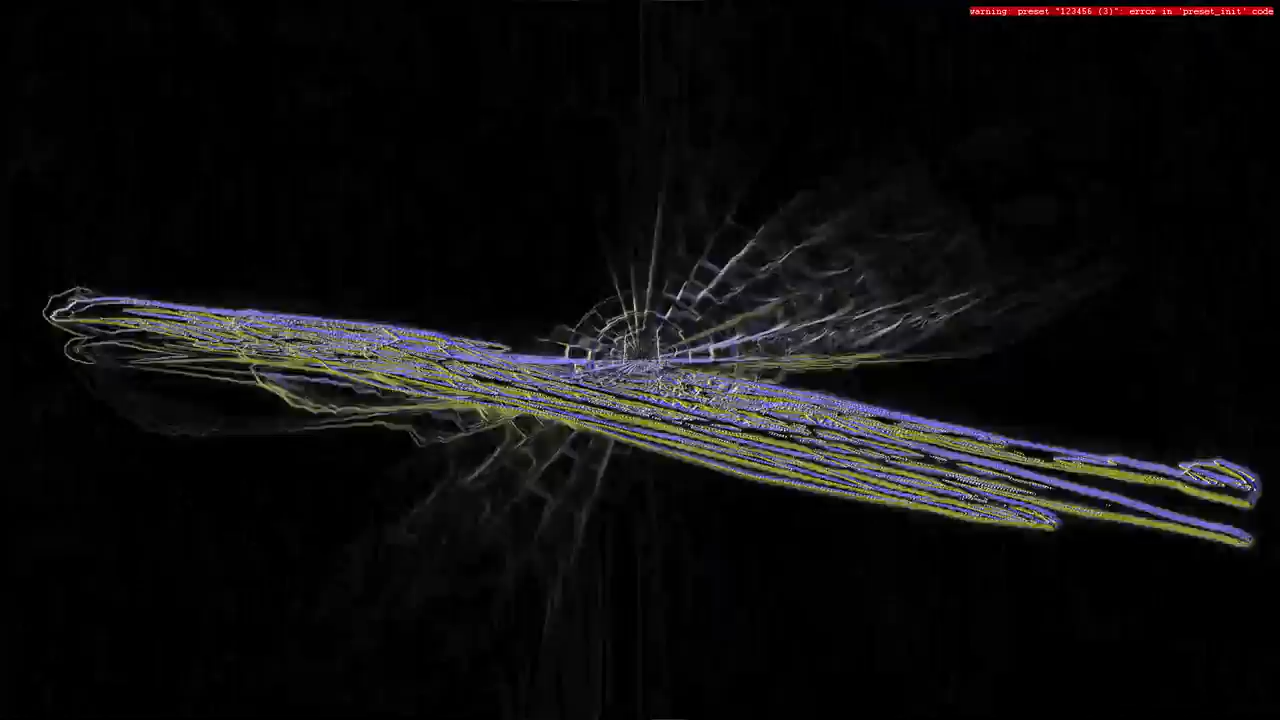 warning: preset "123456 (3)": error in 'preset_init' code